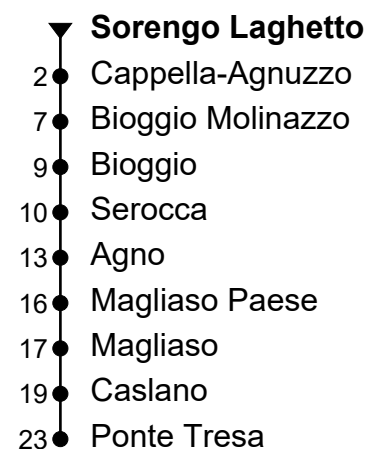 Sorengo Laghetto
2 Cappella-Agnuzzo
7 Bioggio Molinazzo
9 Bioggio
10 Serocca
13 Agno
16 Magliaso Paese
17 Magliaso
19 Caslano
23 Ponte Tresa